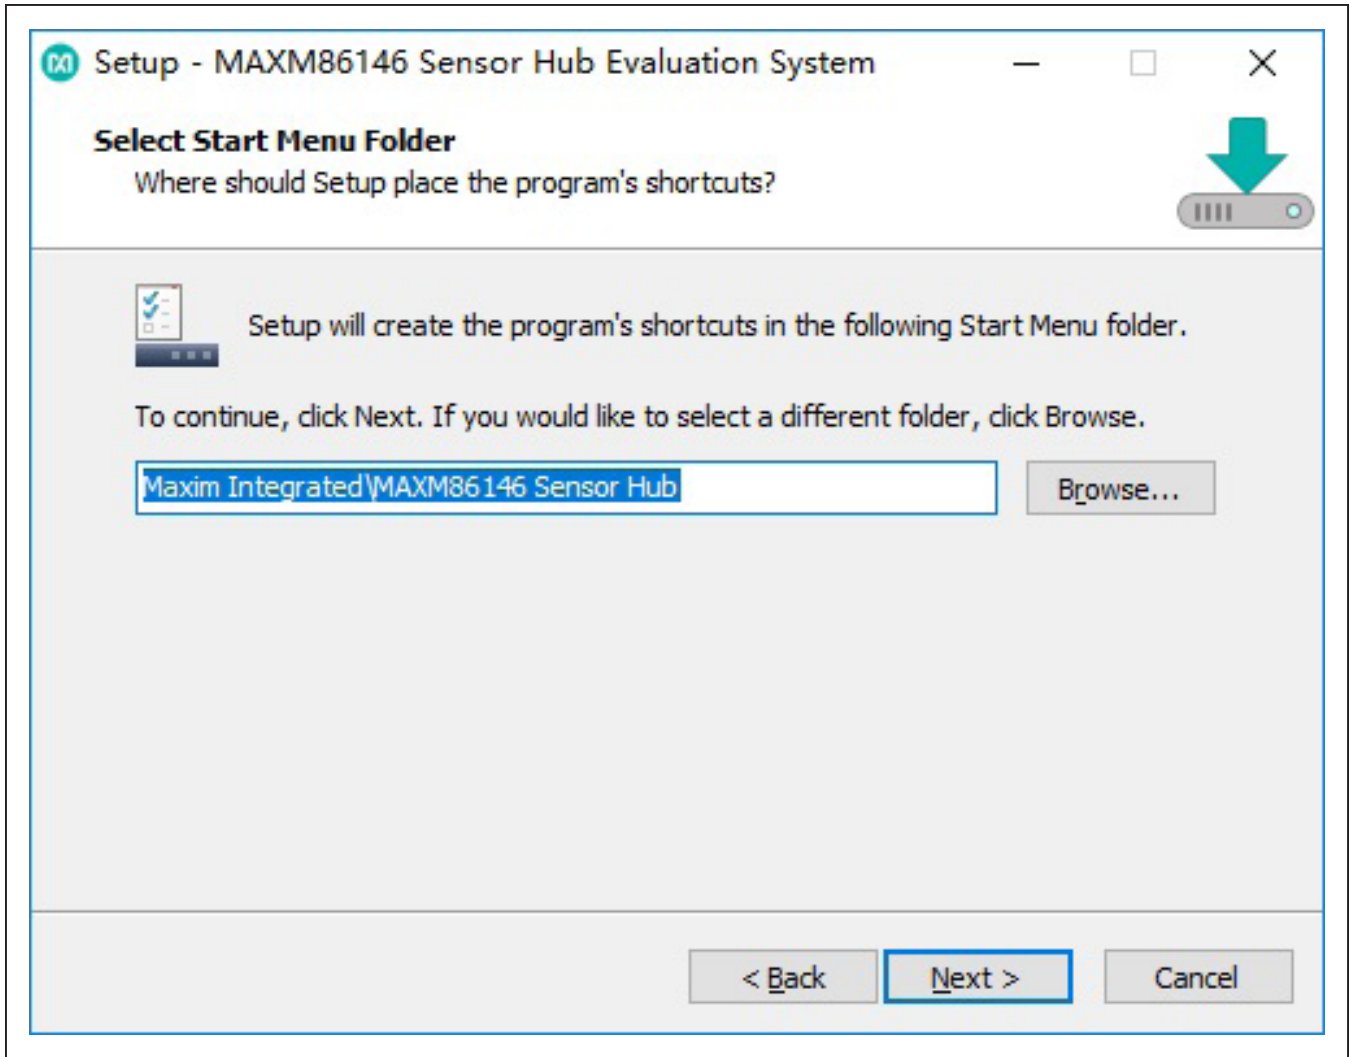 Setup - MAXM86146 Sensor Hub Evaluation System
Select Start Menu Folder
Where should Setup place the program's shortcuts?
Setup will create the program's shortcuts in the following Start Menu folder.
To continue, click Next. If you would like to select a different folder, click Browse.
Maxim Integrated\MAXM86146 Sensor Hub
Browse...
< Back
Next >
Cancel